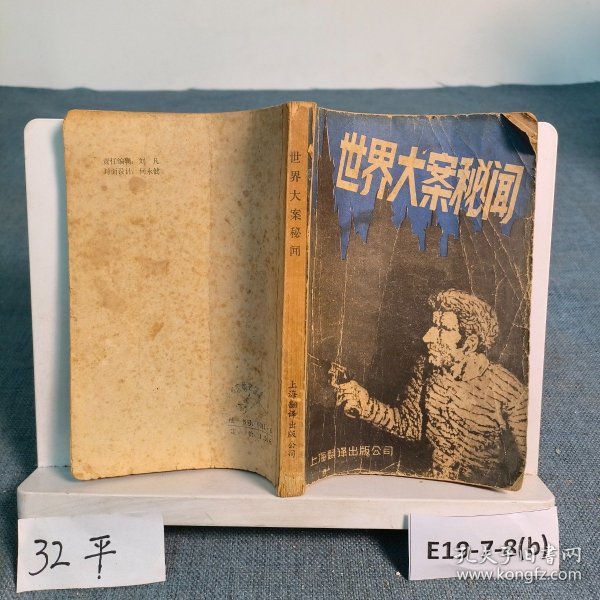 责任编辑：刘 凡
封面设计：何永健
世界大案秘闻
上海翻译出版公司
世界大案秘闻
上海翻译出版公司
32平
E19-7-8(b)
孔夫子旧书网
www.kongfz.com